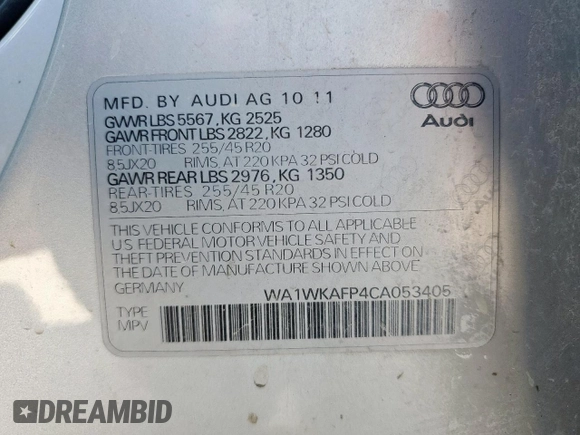 MFD. BY AUDI AG 10 11
GVWR LBS 5567, KG 2525
GAWR FRONT LBS 2822, KG 1280
FRONT-TIRES 255/45 R20
8.5JX20 RIMS, AT 220 KPA 32 PSI COLD
GAWR REAR LBS 2976, KG 1350
REAR-TIRES 255/45 R20
8.5JX20 RIMS, AT 220 KPA 32 PSI COLD
Audi
THIS VEHICLE CONFORMS TO ALL APPLICABLE
US FEDERAL MOTOR VEHICLE SAFETY AND
THEFT PREVENTION STANDARDS IN EFFECT ON
THE DATE OF MANUFACTURE SHOWN ABOVE.
GERMANY WA1WKAFP4CA053405
TYPE
MPV
DREAMBID